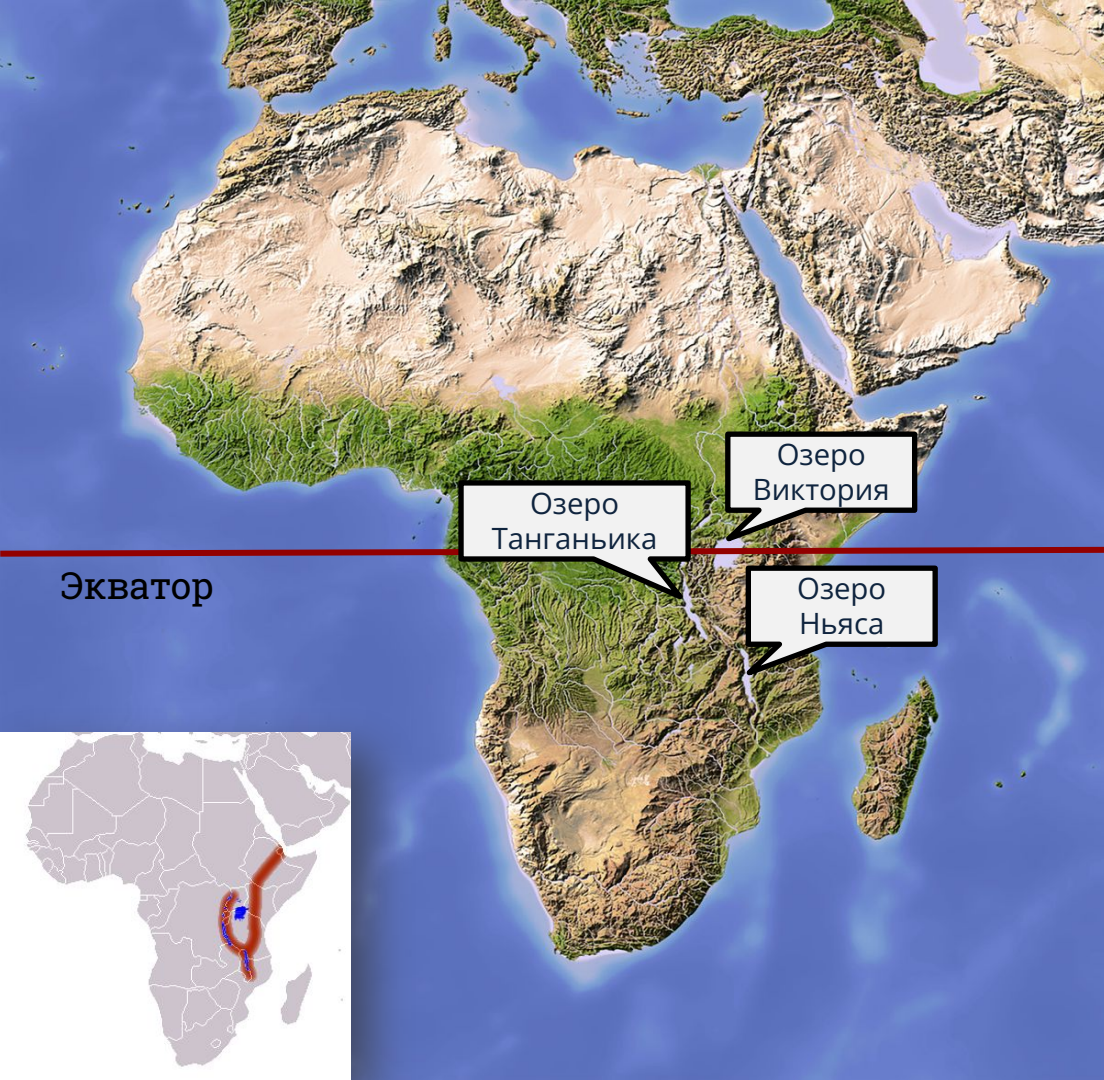 Озеро
Виктория
Озеро
Танганьика
Экватор
Озеро
Ньяса